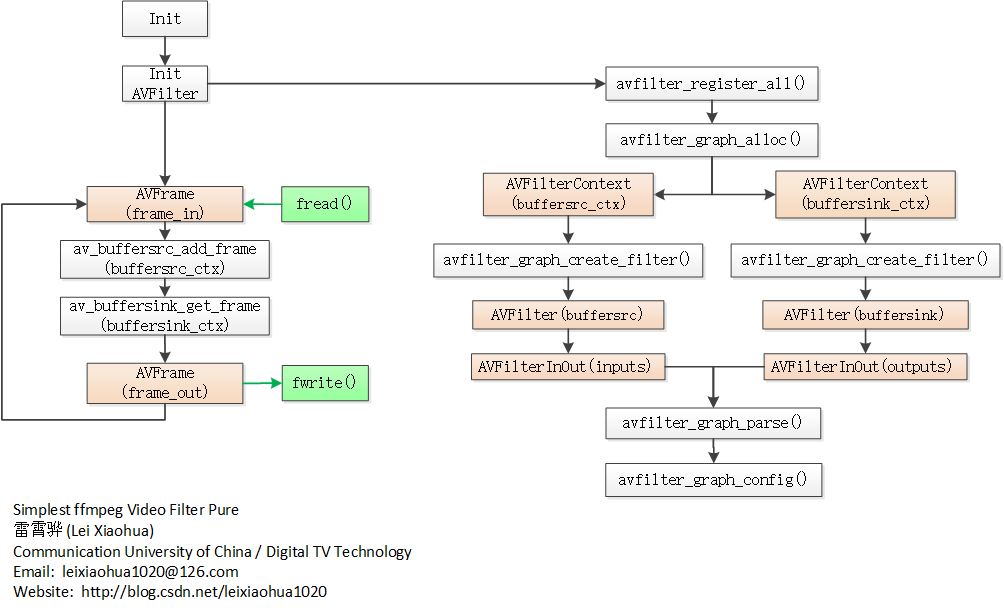 Init
Init
AVFilter
AVFrame
(frame_in)
fread()
av_buffersrc_add_frame
(buffersrc_ctx)
av_buffersink_get_frame
(buffersink_ctx)
AVFrame
(frame_out)
fwrite()
avfilter_register_all()
avfilter_graph_alloc()
AVFilterContext
(buffersrc_ctx)
AVFilterContext
(buffersink_ctx)
avfilter_graph_create_filter()
avfilter_graph_create_filter()
AVFilter(buffersrc)
AVFilter(buffersink)
AVFilterInOut(inputs)
AVFilterInOut(outputs)
avfilter_graph_parse()
avfilter_graph_config()
Simplest ffmpeg Video Filter Pure
雷霄骅 (Lei Xiaohua)
Communication University of China / Digital TV Technology
Email: leixiaohua1020@126.com
Website: http://blog.csdn.net/leixiaohua1020